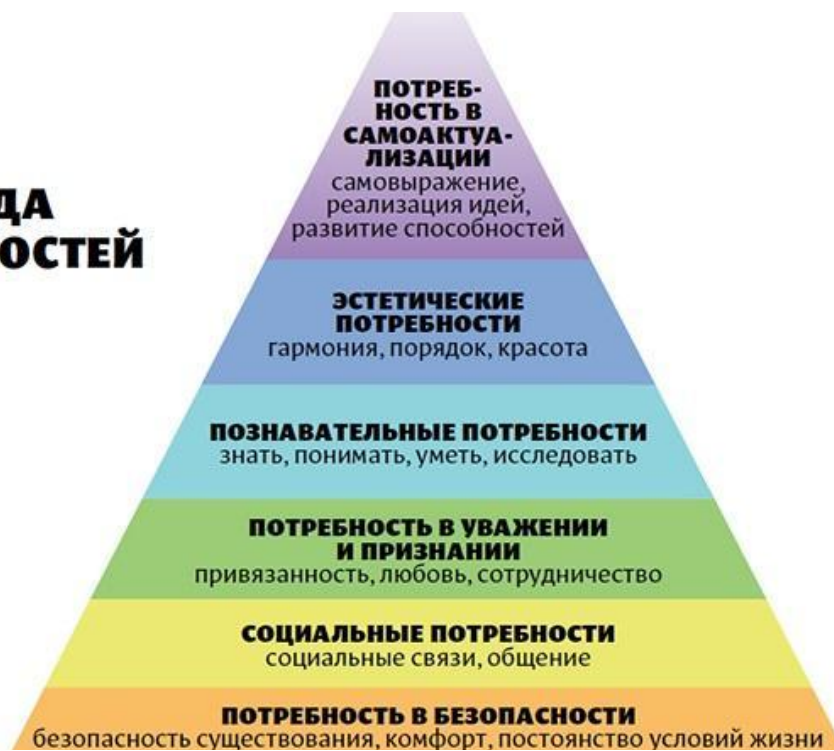 ДА
ОСТЕЙ
ПОТРЕБ-
НОСТЬ В
САМОАКТУА-
ЛИЗАЦИИ
самовыражение,
реализация идей,
развитие способностей
ЭСТЕТИЧЕСКИЕ
ПОТРЕБНОСТИ
гармония, порядок, красота
ПОЗНАВАТЕЛЬНЫЕ ПОТРЕБНОСТИ
знать, понимать, уметь, исследовать
ПОТРЕБНОСТЬ В УВАЖЕНИИ
И ПРИЗНАНИИ
привязанность, любовь, сотрудничество
СОЦИАЛЬНЫЕ ПОТРЕБНОСТИ
социальные связи, общение
ПОТРЕБНОСТЬ В БЕЗОПАСНОСТИ
безопасность существования, комфорт, постоянство условий жизни